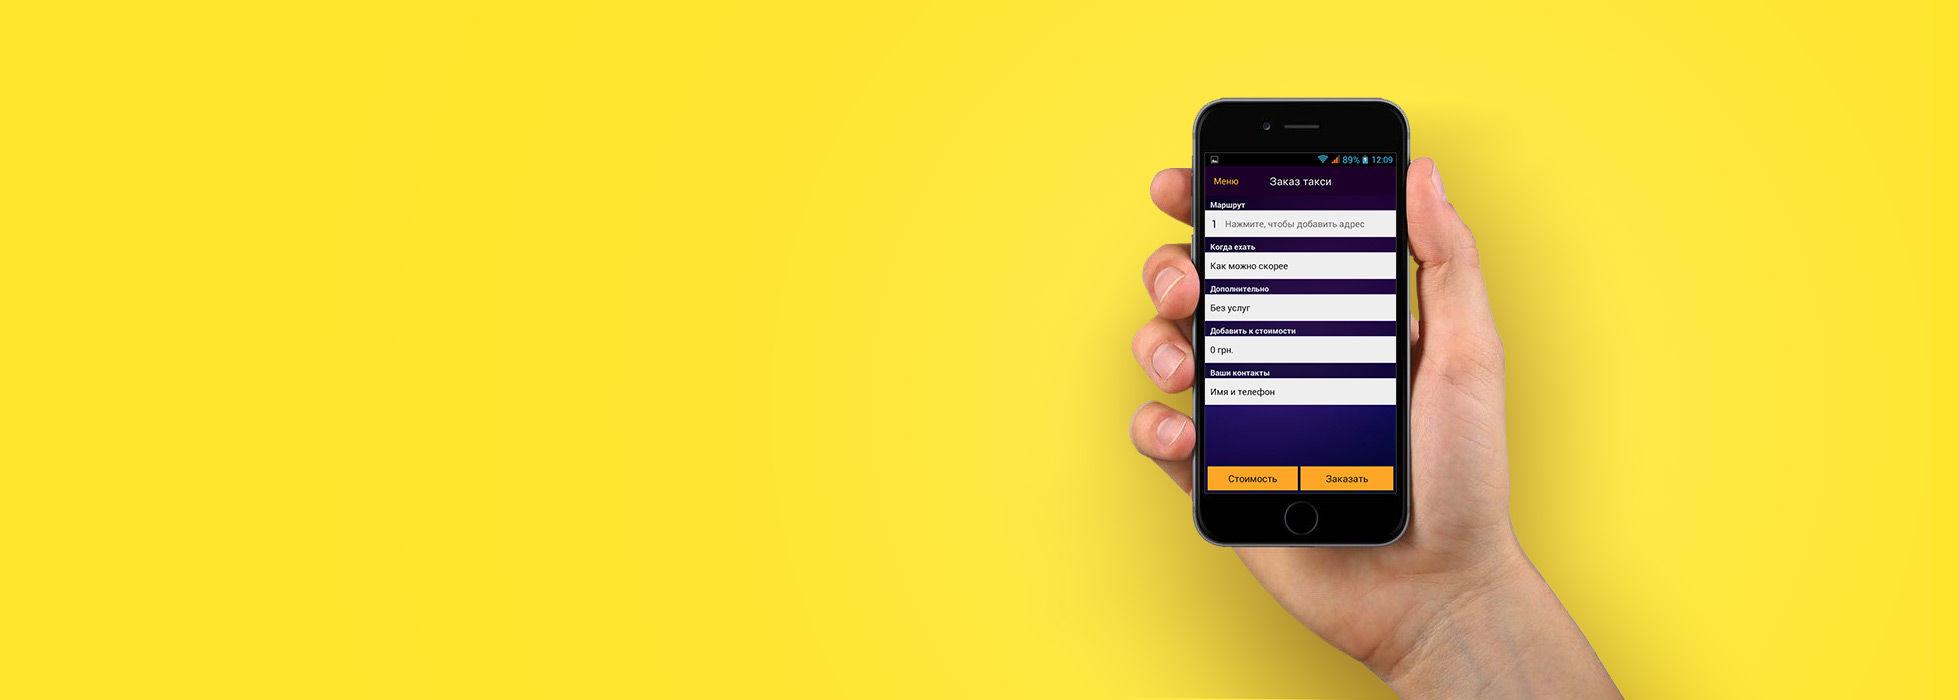 89% 12:09
Меню Заказ такси
Маршрут
1 Нажмите, чтобы добавить адрес
Когда ехать
Как можно скорее
Дополнительно
Без услуг
Добавить к стоимости
0 грн.
Ваши контакты
Имя и телефон
Стоимость Заказать